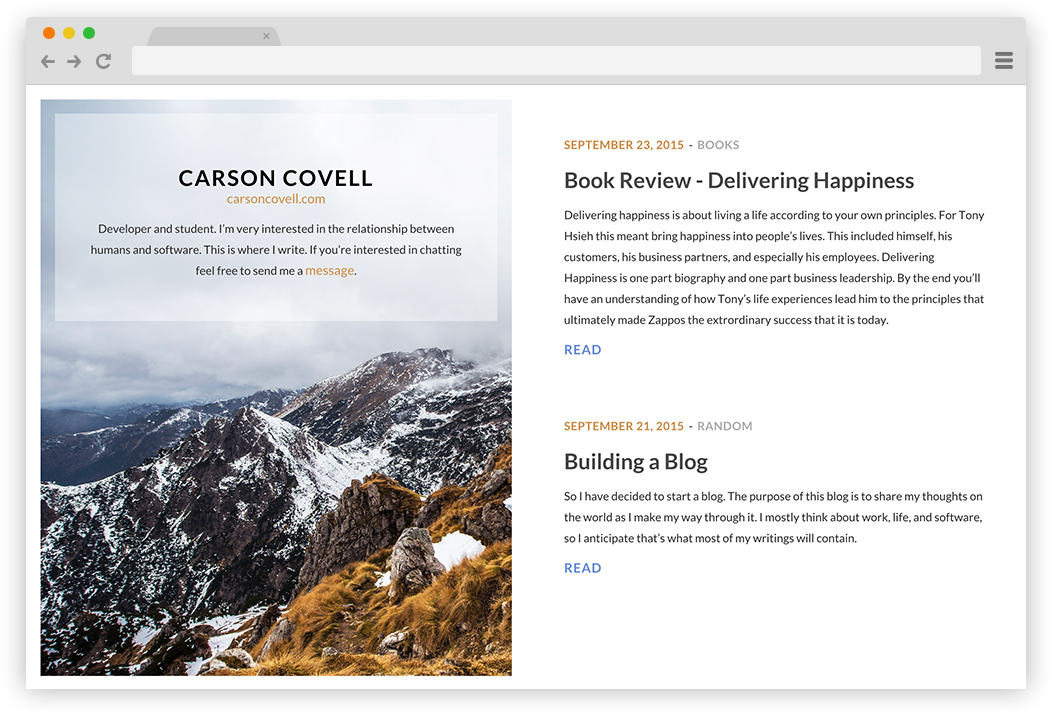 CARSON COVELL
carsoncovell.com
Developer and student. I'm very interested in the relationship between
humans and software. This is where I write. If you're interested in chatting
feel free to send me a message.
SEPTEMBER 23, 2015 - BOOKS
Book Review - Delivering Happiness
Delivering happiness is about living a life according to your own principles. For Tony
Hsieh this meant bring happiness into people's lives. This included himself, his
customers, his business partners, and especially his employees. Delivering
Happiness is one part biography and one part business leadership. By the end you'll
have an understanding of how Tony's life experiences lead him to the principles that
ultimately made Zappos the extrordinary success that it is today.
READ
SEPTEMBER 21, 2015 - RANDOM
Building a Blog
So I have decided to start a blog. The purpose of this blog is to share my thoughts on
the world as I make my way through it. I mostly think about work, life, and software,
so I anticipate that's what most of my writings will contain.
READ